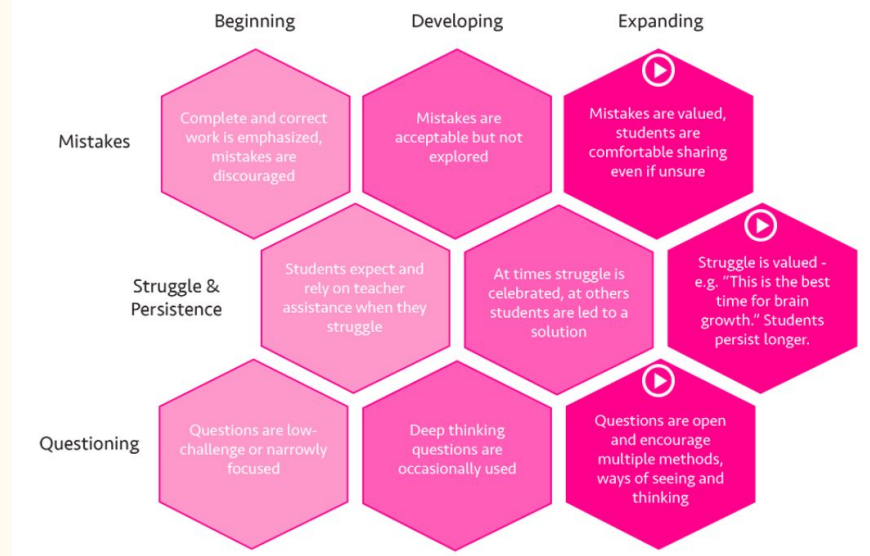 Beginning
Developing
Expanding
Mistakes
Complete and correct
work is emphasized,
mistakes are
discouraged
Mistakes are
acceptable but not
explored
Mistakes are valued,
students are
comfortable sharing
even if unsure
Struggle &
Persistence
Students expect and
rely on teacher
assistance when they
struggle
At times struggle is
celebrated, at others
students are led to a
solution
Struggle is valued -
e.g. “This is the best
time for brain
growth.” Students
persist longer.
Questioning
Questions are low-
challenge or narrowly
focused
Deep thinking
questions are
occasionally used
Questions are open
and encourage
multiple methods,
ways of seeing and
thinking